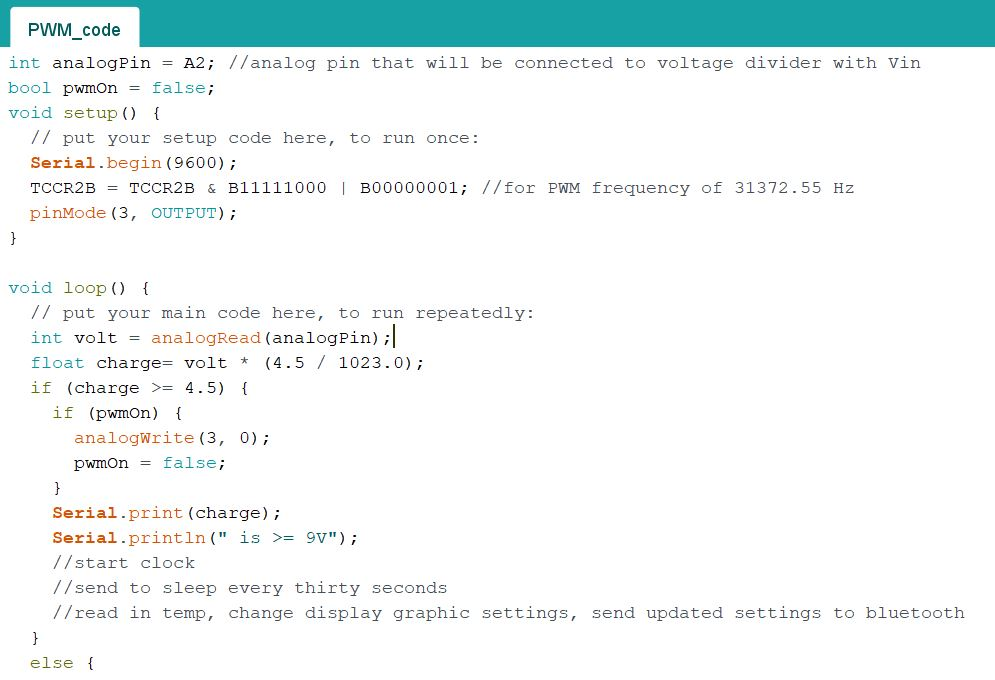 PWM_code
int analogPin = A2; //analog pin that will be connected to voltage divider with Vin
bool pwmOn = false;
void setup() {
  // put your setup code here, to run once:
  Serial.begin(9600);
  TCCR2B = TCCR2B & B11111000 | B00000001; //for PWM frequency of 31372.55 Hz
  pinMode(3, OUTPUT);
}

void loop() {
  // put your main code here, to run repeatedly:
  int volt = analogRead(analogPin);
  float charge= volt * (4.5 / 1023.0);
  if (charge >= 4.5) {
    if (pwmOn) {
      analogWrite(3, 0);
      pwmOn = false;
    }
    Serial.print(charge);
    Serial.println(" is >= 9V");
    //start clock
    //send to sleep every thirty seconds
    //read in temp, change display graphic settings, send updated settings to bluetooth
  }
  else {